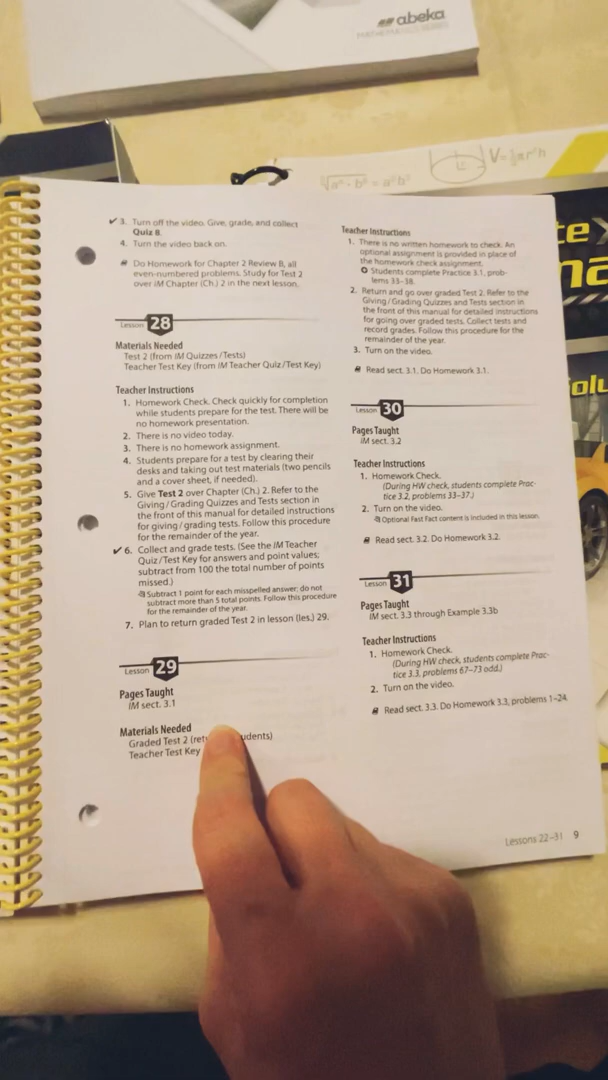 abeka
MATHEMATICS SERIES
V=⅓πr²h
✓ 3. Turn off the video. Give, grade, and collect
Quiz 8.
4. Turn the video back on.
Do Homework for Chapter 2 Review B, all
even-numbered problems. Study for Test 2
over IM Chapter (Ch.) 2 in the next lesson.
Lesson 28
Materials Needed
Test 2 (from IM Quizzes/Tests)
Teacher Test Key (from IM Teacher Quiz/Test Key)
Teacher Instructions
1. Homework Check. Check quickly for completion
while students prepare for the test. There will be
no homework presentation.
2. There is no video today.
3. There is no homework assignment.
4. Students prepare for a test by clearing their
desks and taking out test materials (two pencils
and a cover sheet, if needed).
5. Give Test 2 over Chapter (Ch.) 2. Refer to the
Giving/Grading Quizzes and Tests section in
the front of this manual for detailed instructions
for giving/grading tests. Follow this procedure
for the remainder of the year.
✓ 6. Collect and grade tests. (See the IM Teacher
Quiz/Test Key for answers and point values;
subtract from 100 the total number of points
missed.)
Subtract 1 point for each misspelled answer; do not
subtract more than 5 total points. Follow this procedure
for the remainder of the year.
7. Plan to return graded Test 2 in lesson (les.) 29.
Lesson 29
Pages Taught
IM sect. 3.1
Materials Needed
Graded Test 2 (ret udents)
Teacher Test Key
Teacher Instructions
1. There is no written homework to check. An
optional assignment is provided in place of
the homework check assignment.
Students complete Practice 3.1, prob-
lems 33–38.
2. Return and go over graded Test 2. Refer to the
Giving/Grading Quizzes and Tests section in
the front of this manual for detailed instructions
for going over graded tests. Collect tests and
record grades. Follow this procedure for the
remainder of the year.
3. Turn on the video.
Read sect. 3.1. Do Homework 3.1.
Lesson 30
Pages Taught
IM sect. 3.2
Teacher Instructions
1. Homework Check.
(During HW check, students complete Prac-
tice 3.2, problems 33–37.)
2. Turn on the video.
Optional Fast Fact content is included in this lesson.
Read sect. 3.2. Do Homework 3.2.
Lesson 31
Pages Taught
IM sect. 3.3 through Example 3.3b
Teacher Instructions
1. Homework Check.
(During HW check, students complete Prac-
tice 3.3, problems 67–73 odd.)
2. Turn on the video.
Read sect. 3.3. Do Homework 3.3, problems 1–24.
Lessons 22–31 9
te
ma
olu